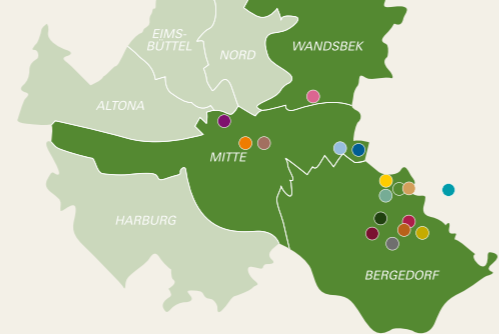 EIMS-
BÜTTEL
NORD
WANDSBEK
ALTONA
MITTE
HARBURG
BERGEDORF